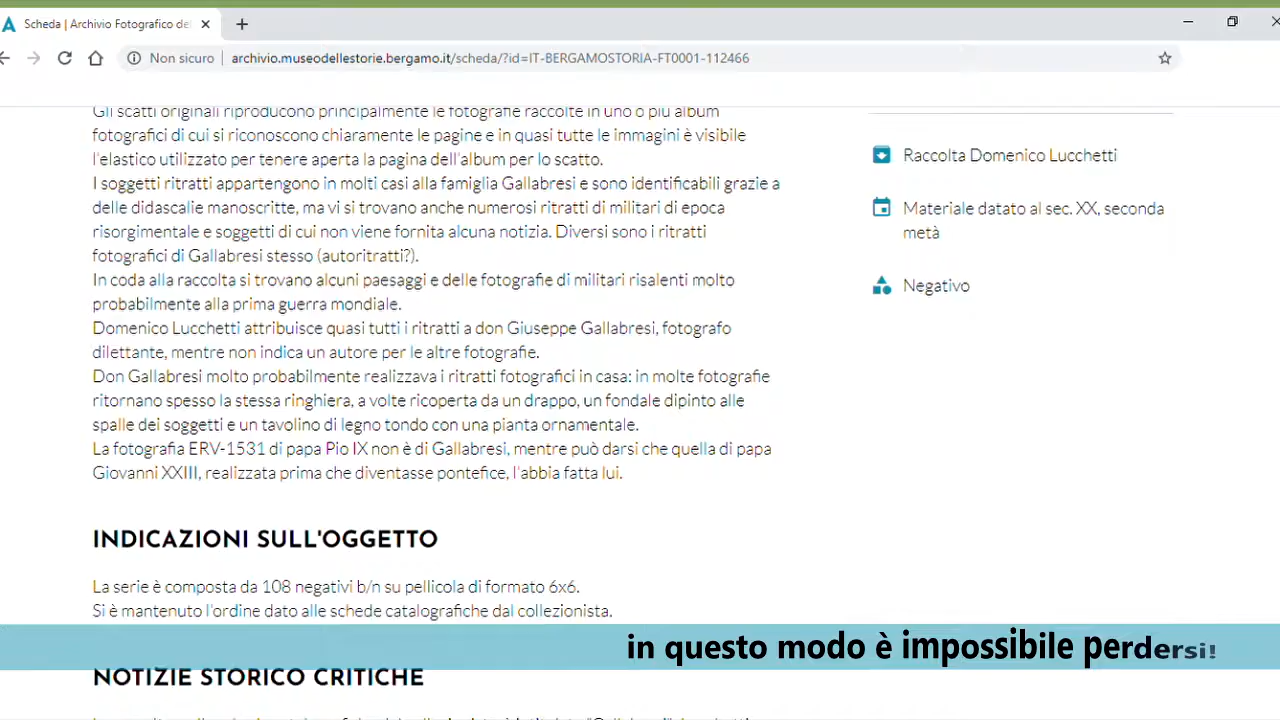 Scheda | Archivio Fotografico de
Non sicuro | archivio.museodellestorie.bergamo.it/scheda/?id=IT-BERGAMOSTORIA-FT0001-112466
Gli scatti originali riproducono principalmente le fotografie raccolte in uno o più album
fotografici di cui si riconoscono chiaramente le pagine e in quasi tutte le immagini è visibile
l'elastico utilizzato per tenere aperta la pagina dell'album per lo scatto.
I soggetti ritratti appartengono in molti casi alla famiglia Gallabresi e sono identificabili grazie a
delle didascalie manoscritte, ma vi si trovano anche numerosi ritratti di militari di epoca
risorgimentale e soggetti di cui non viene fornita alcuna notizia. Diversi sono i ritratti
fotografici di Gallabresi stesso (autoritratti?).
In coda alla raccolta si trovano alcuni paesaggi e delle fotografie di militari risalenti molto
probabilmente alla prima guerra mondiale.
Domenico Lucchetti attribuisce quasi tutti i ritratti a don Giuseppe Gallabresi, fotografo
dilettante, mentre non indica un autore per le altre fotografie.
Don Gallabresi molto probabilmente realizzava i ritratti fotografici in casa: in molte fotografie
ritornano spesso la stessa ringhiera, a volte ricoperta da un drappo, un fondale dipinto alle
spalle dei soggetti e un tavolino di legno tondo con una pianta ornamentale.
La fotografia ERV-1531 di papa Pio IX non è di Gallabresi, mentre può darsi che quella di papa
Giovanni XXIII, realizzata prima che diventasse pontefice, l'abbia fatta lui.
Raccolta Domenico Lucchetti
Materiale datato al sec. XX, seconda
metà
Negativo
INDICAZIONI SULL'OGGETTO
La serie è composta da 108 negativi b/n su pellicola di formato 6x6.
Si è mantenuto l'ordine dato alle schede catalografiche dal collezionista.
in questo modo è impossibile perdersi!
NOTIZIE STORICO CRITICHE